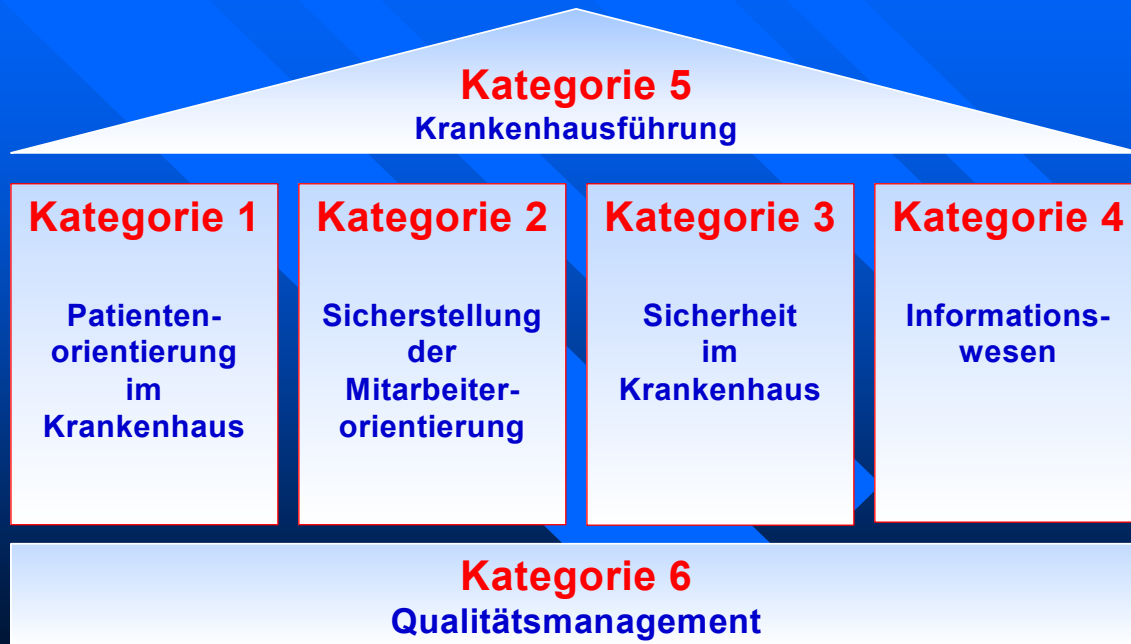 Kategorie 5
Krankenhausführung
Kategorie 1
Patienten-
orientierung
im
Krankenhaus
Kategorie 2
Sicherstellung
der
Mitarbeiter-
orientierung
Kategorie 3
Sicherheit
im
Krankenhaus
Kategorie 4
Informations-
wesen
Kategorie 6
Qualitätsmanagement